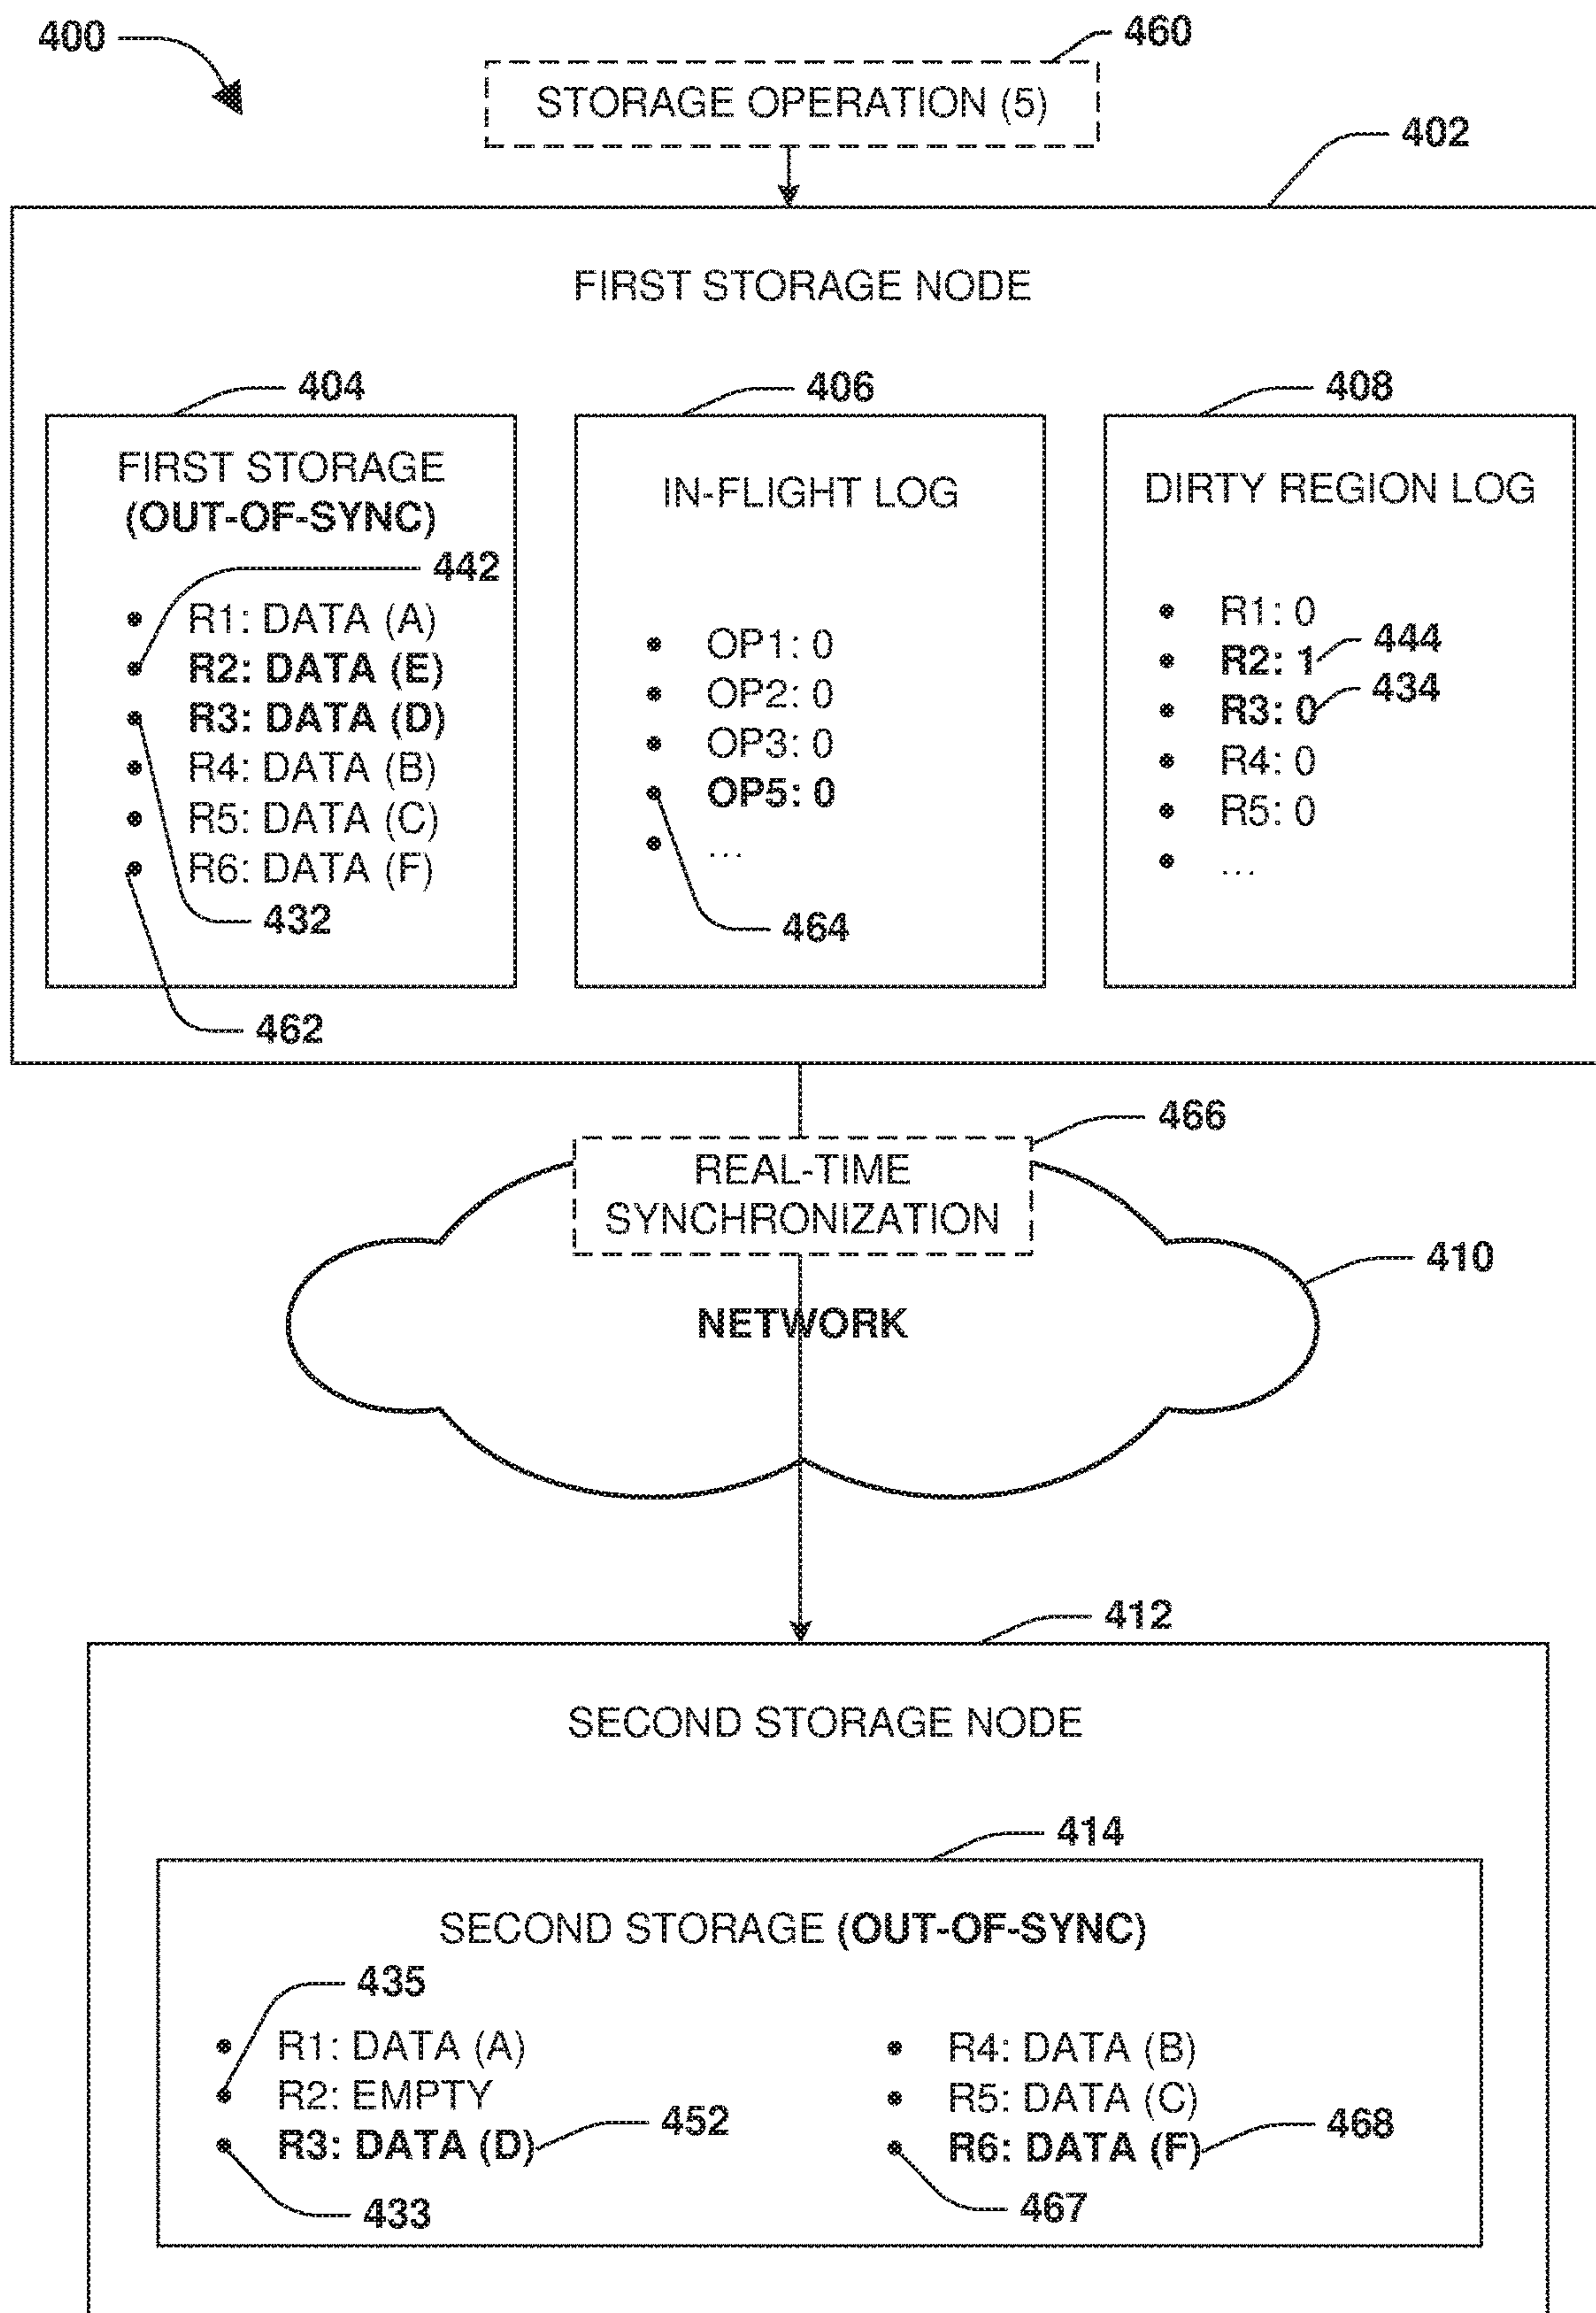 400
460
STORAGE OPERATION (5)
402
FIRST STORAGE NODE
404
406
408
FIRST STORAGE
(OUT-OF-SYNC)
442
R1: DATA (A)
R2: DATA (E)
R3: DATA (D)
R4: DATA (B)
R5: DATA (C)
R6: DATA (F)
432
462
IN-FLIGHT LOG
OP1: 0
OP2: 0
OP3: 0
OP5: 0
...
464
DIRTY REGION LOG
R1: 0
R2: 1
444
R3: 0
434
R4: 0
R5: 0
...
466
REAL-TIME
SYNCHRONIZATION
410
NETWORK
412
SECOND STORAGE NODE
414
SECOND STORAGE (OUT-OF-SYNC)
435
R1: DATA (A)
R2: EMPTY
R3: DATA (D)
452
433
R4: DATA (B)
R5: DATA (C)
R6: DATA (F)
468
467